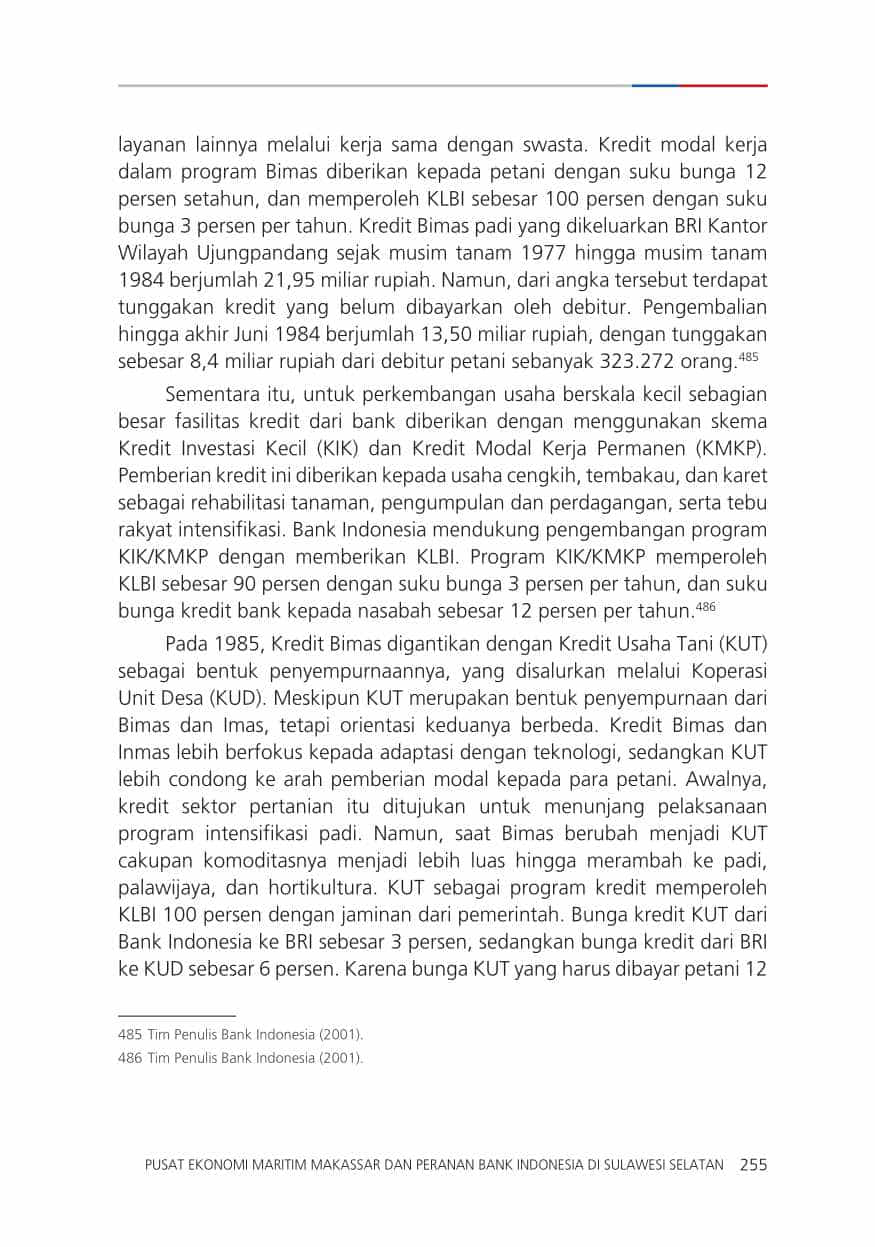 layanan lainnya melalui kerja sama dengan swasta. Kredit modal kerja
dalam program Bimas diberikan kepada petani dengan suku bunga 12
persen setahun, dan memperoleh KLBI sebesar 100 persen dengan suku
bunga 3 persen per tahun. Kredit Bimas padi yang dikeluarkan BRI Kantor
Wilayah Ujungpandang sejak musim tanam 1977 hingga musim tanam
1984 berjumlah 21,95 miliar rupiah. Namun, dari angka tersebut terdapat
tunggakan kredit yang belum dibayarkan oleh debitur. Pengembalian
hingga akhir Juni 1984 berjumlah 13,50 miliar rupiah, dengan tunggakan
sebesar 8,4 miliar rupiah dari debitur petani sebanyak 323.272 orang.485
Sementara itu, untuk perkembangan usaha berskala kecil sebagian
besar fasilitas kredit dari bank diberikan dengan menggunakan skema
Kredit Investasi Kecil (KIK) dan Kredit Modal Kerja Permanen (KMKP).
Pemberian kredit ini diberikan kepada usaha cengkih, tembakau, dan karet
sebagai rehabilitasi tanaman, pengumpulan dan perdagangan, serta tebu
rakyat intensifikasi. Bank Indonesia mendukung pengembangan program
KIK/KMKP dengan memberikan KLBI. Program KIK/KMKP memperoleh
KLBI sebesar 90 persen dengan suku bunga 3 persen per tahun, dan suku
bunga kredit bank kepada nasabah sebesar 12 persen per tahun.486
Pada 1985, Kredit Bimas digantikan dengan Kredit Usaha Tani (KUT)
sebagai bentuk penyempurnaannya, yang disalurkan melalui Koperasi
Unit Desa (KUD). Meskipun KUT merupakan bentuk penyempurnaan dari
Bimas dan Imas, tetapi orientasi keduanya berbeda. Kredit Bimas dan
Inmas lebih berfokus kepada adaptasi dengan teknologi, sedangkan KUT
lebih condong ke arah pemberian modal kepada para petani. Awalnya,
kredit sektor pertanian itu ditujukan untuk menunjang pelaksanaan
program intensifikasi padi. Namun, saat Bimas berubah menjadi KUT
cakupan komoditasnya menjadi lebih luas hingga merambah ke padi,
palawijaya, dan hortikultura. KUT sebagai program kredit memperoleh
KLBI 100 persen dengan jaminan dari pemerintah. Bunga kredit KUT dari
Bank Indonesia ke BRI sebesar 3 persen, sedangkan bunga kredit dari BRI
ke KUD sebesar 6 persen. Karena bunga KUT yang harus dibayar petani 12
485 Tim Penulis Bank Indonesia (2001).
486 Tim Penulis Bank Indonesia (2001).
PUSAT EKONOMI MARITIM MAKASSAR DAN PERANAN BANK INDONESIA DI SULAWESI SELATAN 255